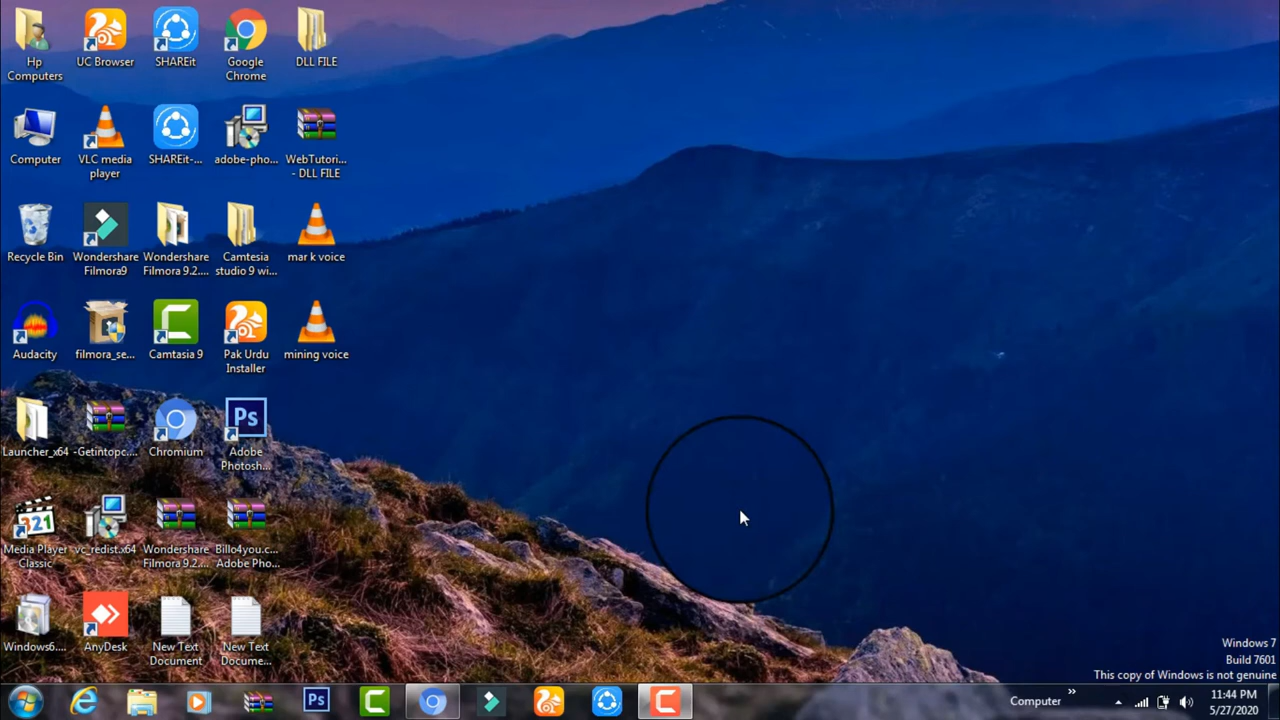 Hp
Computers
UC Browser
SHAREit
Google
Chrome
DLL FILE
Computer
VLC media
player
SHAREit-...
adobe-pho...
WebTutori...
- DLL FILE
Recycle Bin
Wondershare
Filmora9
Wondershare
Filmora 9.2....
Camtesia
studio 9 wi...
mar k voice
Audacity
filmora_se...
Camtasia 9
Pak Urdu
Installer
mining voice
Launcher_x64
-Getintopc....
Chromium
Ps
Adobe
Photosh...
321
Media Player
Classic
vc_redist.x64
Wondershare
Filmora 9.2....
Billo4you.c...
Adobe Pho...
Windows6....
AnyDesk
New Text
Document
New Text
Docume...
Windows 7
Build 7601
This copy of Windows is not genuine
Ps
Computer
»
11:44 PM
5/27/2020